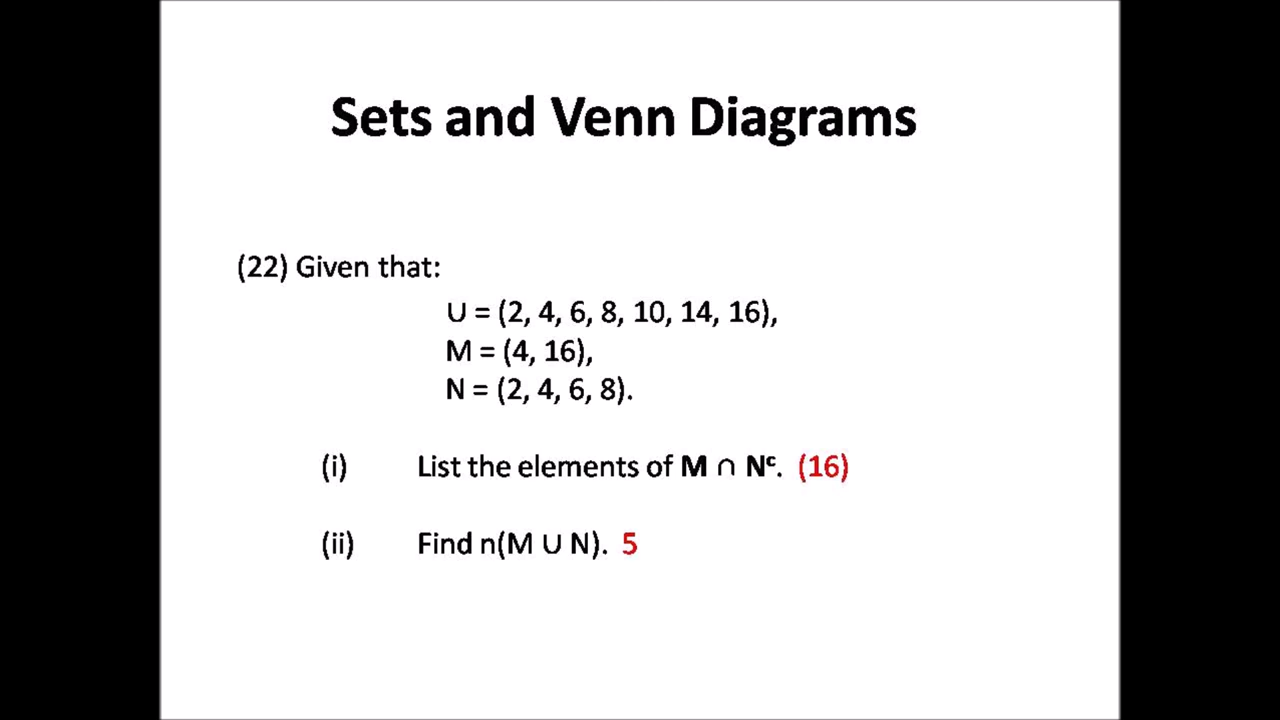 Sets and Venn Diagrams
(22) Given that:
U = (2, 4, 6, 8, 10, 14, 16),
M = (4, 16),
N = (2, 4, 6, 8).
(i) List the elements of M ∩ Nᶜ. (16)
(ii) Find n(M ∪ N). 5